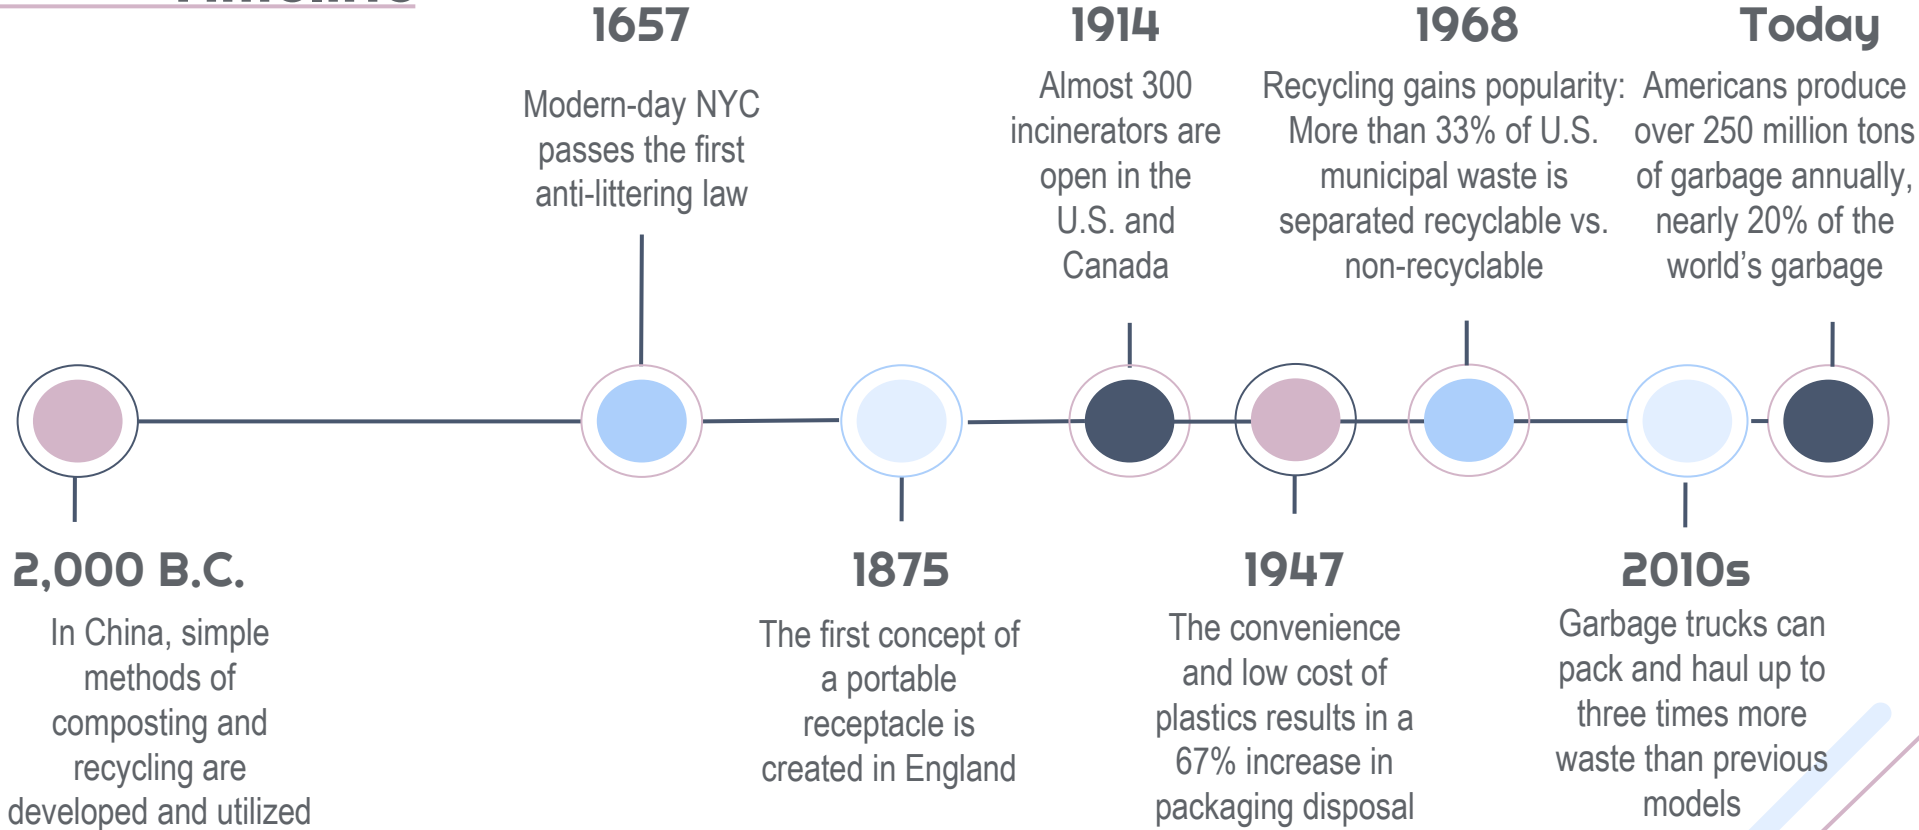 1657
Modern-day NYC
passes the first
anti-littering law
1914
Almost 300
incinerators are
open in the
U.S. and
Canada
1968
Recycling gains popularity:
More than 33% of U.S.
municipal waste is
separated recyclable vs.
non-recyclable
Today
Americans produce
over 250 million tons
of garbage annually,
nearly 20% of the
world’s garbage
2,000 B.C.
In China, simple
methods of
composting and
recycling are
developed and utilized
1875
The first concept of
a portable
receptacle is
created in England
1947
The convenience
and low cost of
plastics results in a
67% increase in
packaging disposal
2010s
Garbage trucks can
pack and haul up to
three times more
waste than previous
models